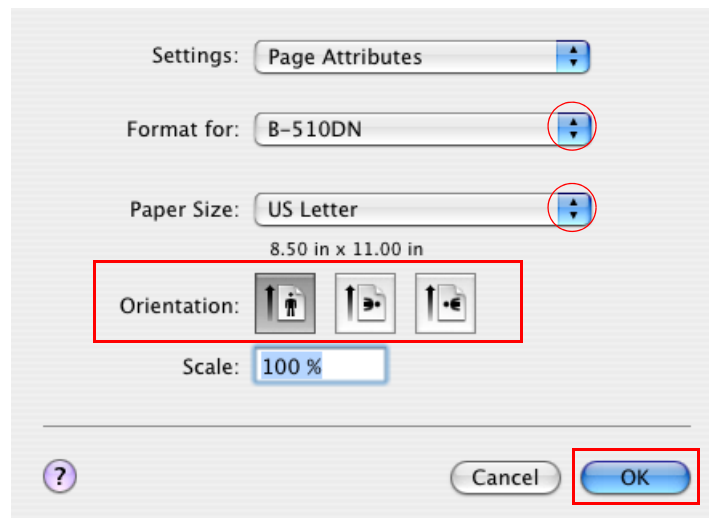 Settings: Page Attributes
Format for: B-510DN
Paper Size: US Letter
8.50 in x 11.00 in
Orientation:
Scale: 100 %
? Cancel OK